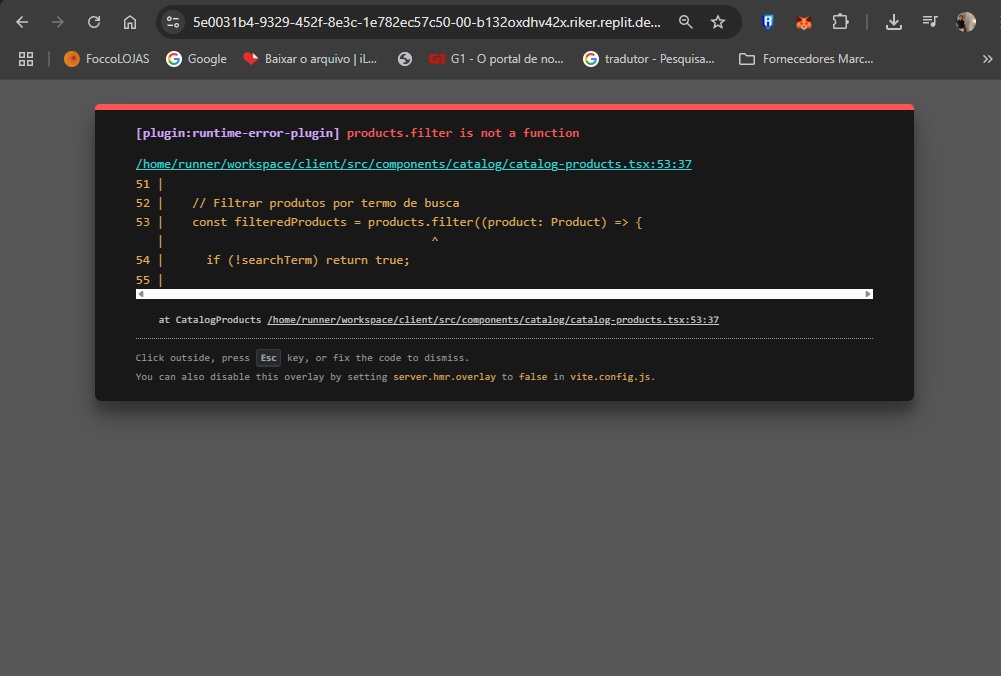 5e0031b4-9329-452f-8e3c-1e782ec57c50-00-b132oxdhv42x.riker.replit.de...
FoccoLOJAS Google Baixar o arquivo | iL... G1 G1 - O portal de no... tradutor - Pesquisa... Fornecedores Marc... »
[plugin:runtime-error-plugin] products.filter is not a function
/home/runner/workspace/client/src/components/catalog/catalog-products.tsx:53:37
51 |
52 |    // Filtrar produtos por termo de busca
53 |    const filteredProducts = products.filter((product: Product) => {
   |                                      ^
54 |      if (!searchTerm) return true;
55 |
at CatalogProducts /home/runner/workspace/client/src/components/catalog/catalog-products.tsx:53:37
Click outside, press Esc key, or fix the code to dismiss.
You can also disable this overlay by setting server.hmr.overlay to false in vite.config.js.